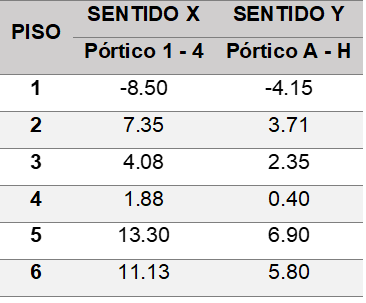 PISO SENTIDO X SENTIDO Y
Pórtico 1 - 4 Pórtico A - H
1 -8.50 -4.15
2 7.35 3.71
3 4.08 2.35
4 1.88 0.40
5 13.30 6.90
6 11.13 5.80